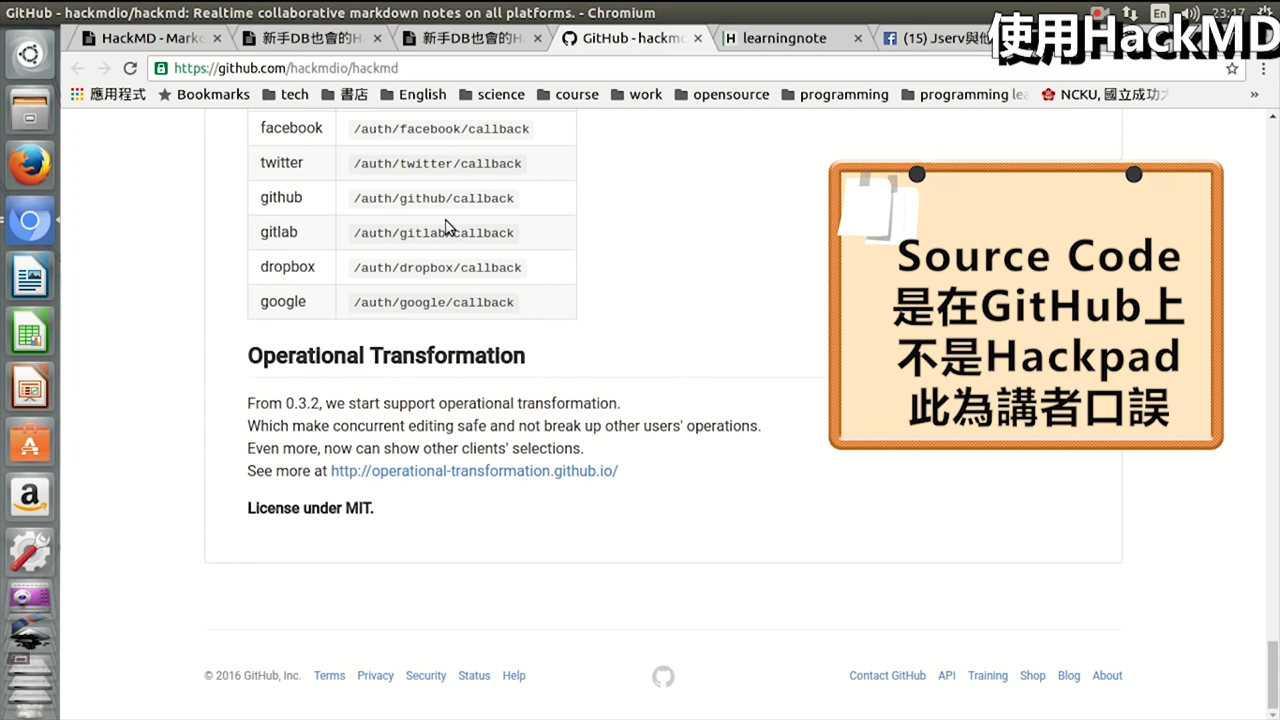 GitHub - hackmdio/hackmd: Realtime collaborative markdown notes on all platforms. - Chromium
En
23:17
使用HackMD
HackMD - Marko
新手DB也會的H
新手DB也會的Ha
GitHub - hackm
learningnote
(15) Jserv與他
https://github.com/hackmdio/hackmd
應用程式
Bookmarks
tech
書店
English
science
course
work
opensource
programming
programming lea
NCKU, 國立成功大
facebook /auth/facebook/callback
twitter /auth/twitter/callback
github /auth/github/callback
gitlab /auth/gitlab/callback
dropbox /auth/dropbox/callback
google /auth/google/callback
Source Code
是在GitHub上
不是Hackpad
此為講者口誤
Operational Transformation
From 0.3.2, we start support operational transformation.
Which make concurrent editing safe and not break up other users' operations.
Even more, now can show other clients' selections.
See more at http://operational-transformation.github.io/
License under MIT.
© 2016 GitHub, Inc. Terms Privacy Security Status Help
Contact GitHub API Training Shop Blog About